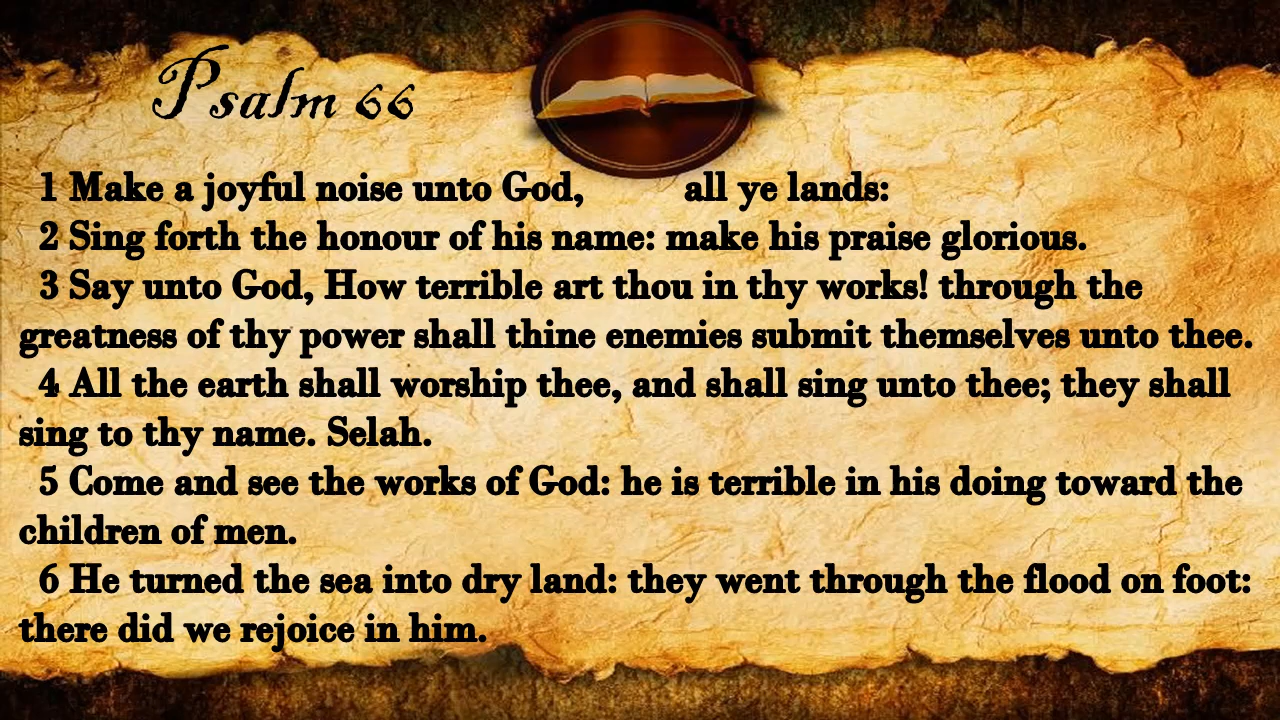 Psalm 66
1 Make a joyful noise unto God, all ye lands:
2 Sing forth the honour of his name: make his praise glorious.
3 Say unto God, How terrible art thou in thy works! through the
greatness of thy power shall thine enemies submit themselves unto thee.
4 All the earth shall worship thee, and shall sing unto thee; they shall
sing to thy name. Selah.
5 Come and see the works of God: he is terrible in his doing toward the
children of men.
6 He turned the sea into dry land: they went through the flood on foot:
there did we rejoice in him.